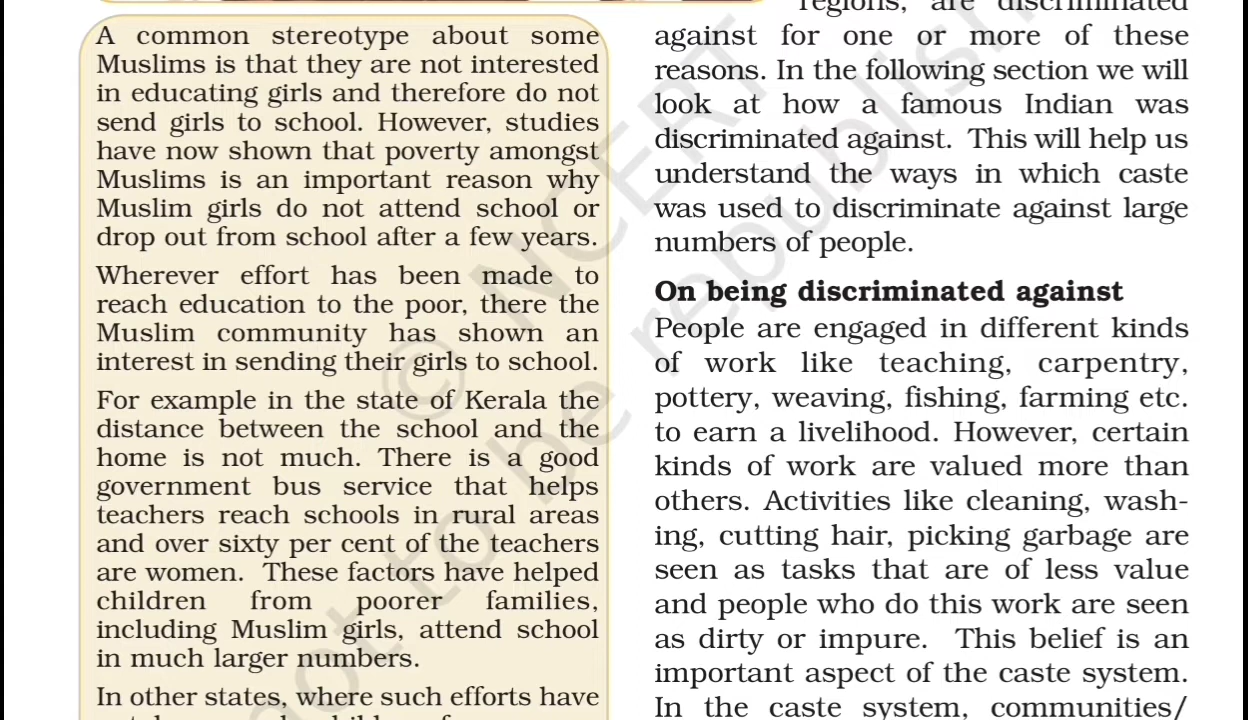 A common stereotype about some
Muslims is that they are not interested
in educating girls and therefore do not
send girls to school. However, studies
have now shown that poverty amongst
Muslims is an important reason why
Muslim girls do not attend school or
drop out from school after a few years.
Wherever effort has been made to
reach education to the poor, there the
Muslim community has shown an
interest in sending their girls to school.
For example in the state of Kerala the
distance between the school and the
home is not much. There is a good
government bus service that helps
teachers reach schools in rural areas
and over sixty per cent of the teachers
are women. These factors have helped
children from poorer families,
including Muslim girls, attend school
in much larger numbers.
In other states, where such efforts have
regions, are discriminated
against for one or more of these
reasons. In the following section we will
look at how a famous Indian was
discriminated against. This will help us
understand the ways in which caste
was used to discriminate against large
numbers of people.
On being discriminated against
People are engaged in different kinds
of work like teaching, carpentry,
pottery, weaving, fishing, farming etc.
to earn a livelihood. However, certain
kinds of work are valued more than
others. Activities like cleaning, wash-
ing, cutting hair, picking garbage are
seen as tasks that are of less value
and people who do this work are seen
as dirty or impure. This belief is an
important aspect of the caste system.
In the caste system, communities/
© NCERT
not to be republish